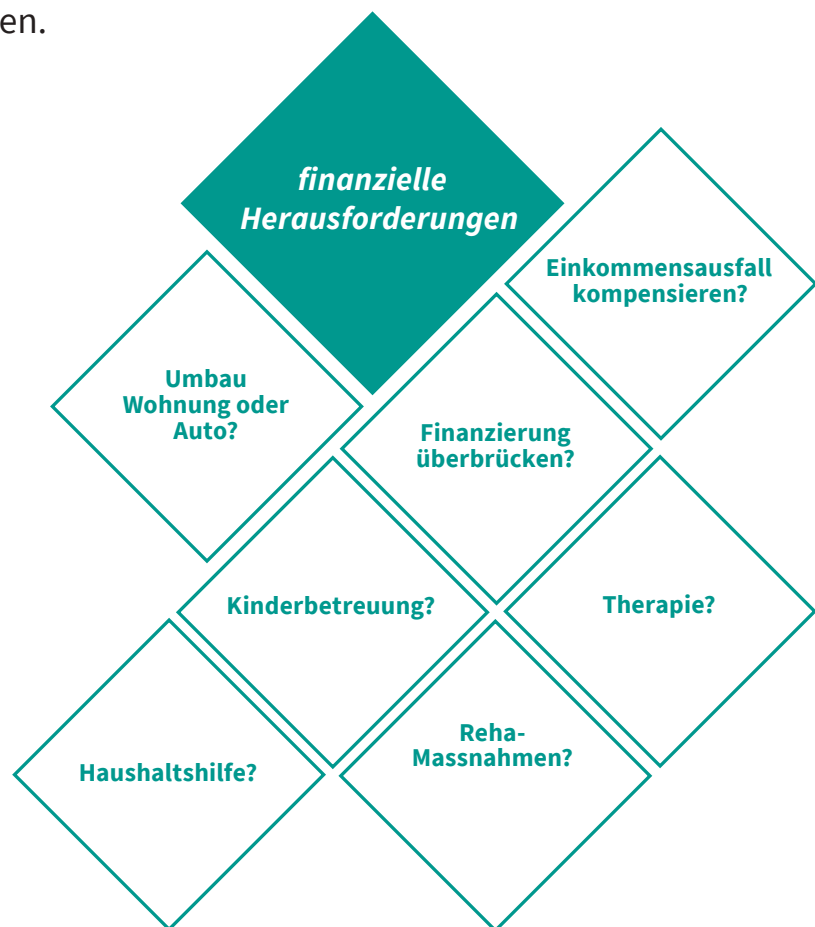 en.
finanzielle
Herausforderungen
Einkommensausfall
kompensieren?
Umbau
Wohnung oder
Auto?
Finanzierung
überbrücken?
Kinderbetreuung?
Therapie?
Reha-
Massnahmen?
Haushaltshilfe?